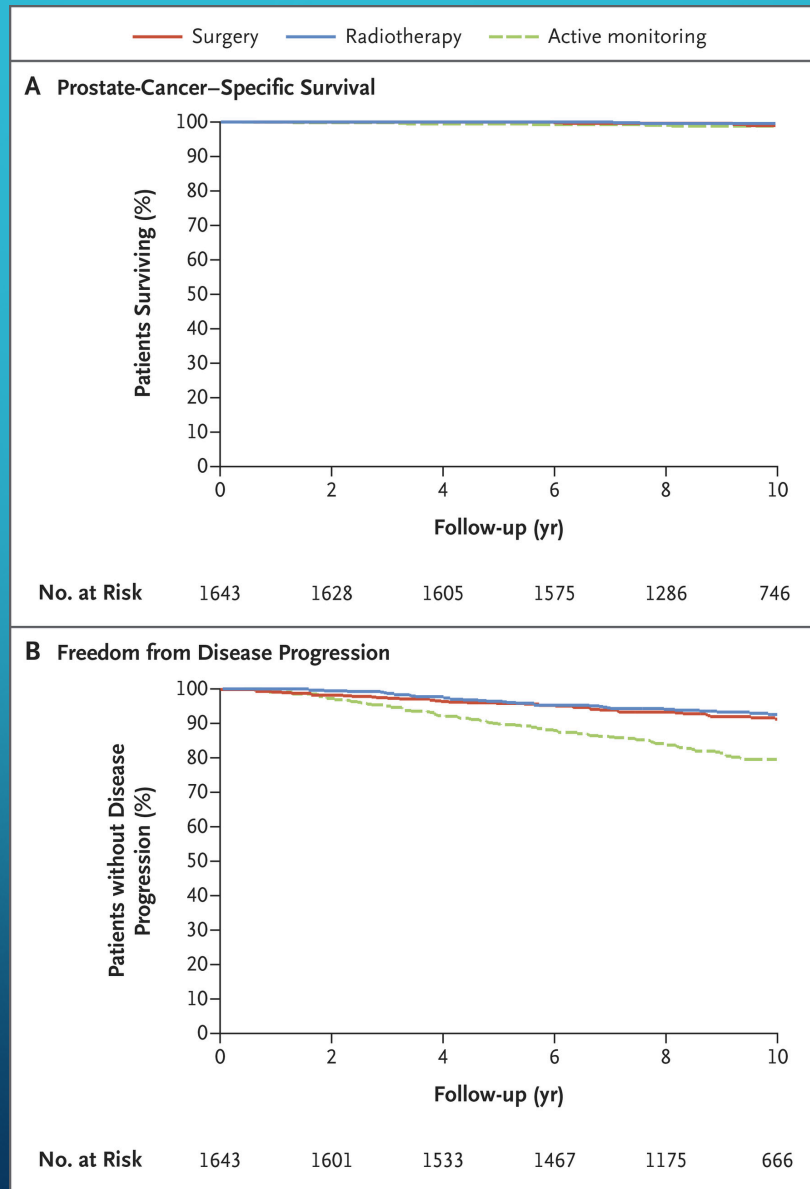 Surgery Radiotherapy Active monitoring
A Prostate-Cancer–Specific Survival
100
90
80
70
60
50
40
30
20
10
0
Patients Surviving (%)
0 2 4 6 8 10
Follow-up (yr)
No. at Risk 1643 1628 1605 1575 1286 746
B Freedom from Disease Progression
100
90
80
70
60
50
40
30
20
10
0
Patients without Disease
Progression (%)
0 2 4 6 8 10
Follow-up (yr)
No. at Risk 1643 1601 1533 1467 1175 666